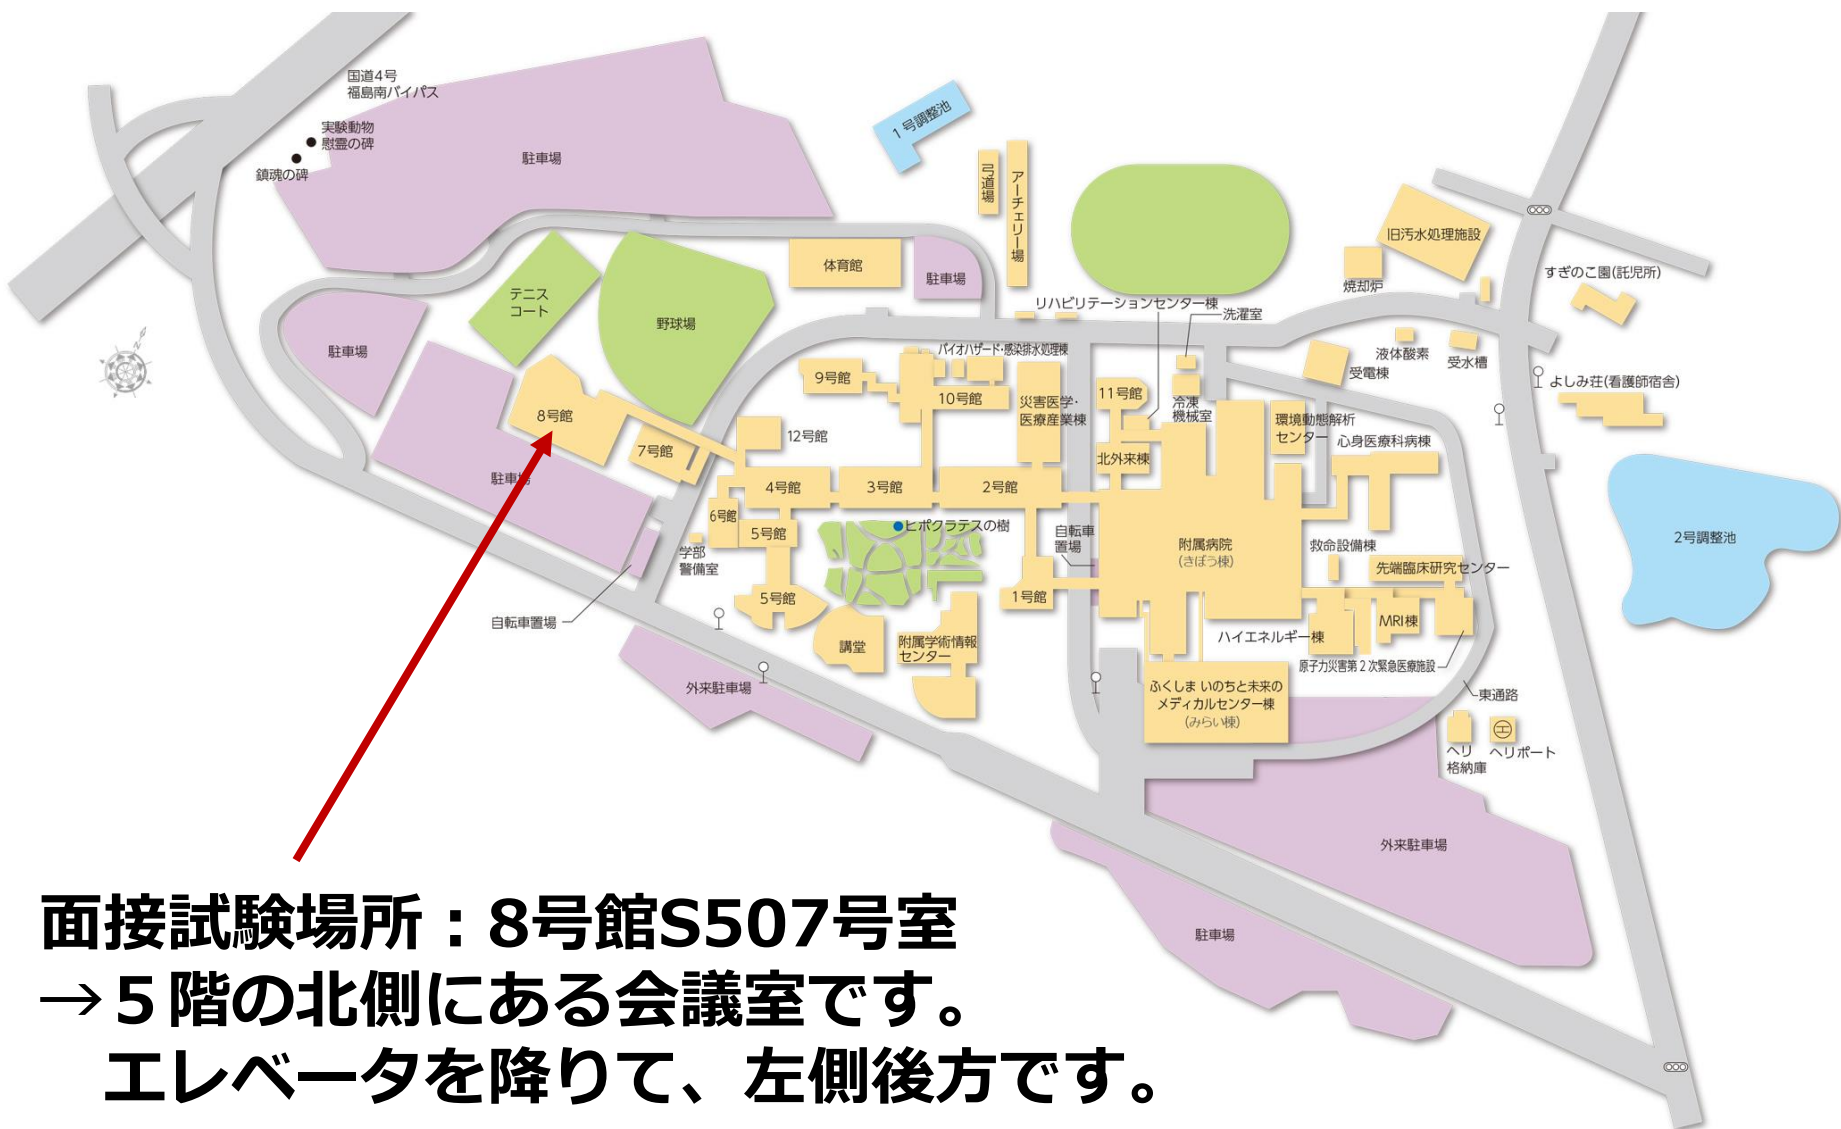 国道4号
福島南バイパス
実験動物
慰霊の碑
鎮魂の碑
駐車場
1号調整池
弓道場
アーチェリー場
旧汚水処理施設
焼却炉
すぎのこ園(託児所)
体育館
駐車場
テニス
コート
野球場
駐車場
リハビリテーションセンター棟
洗濯室
バイオハザード・感染排水処理棟
液体酸素
受水槽
受電棟
よしみ荘(看護師宿舎)
9号館
10号館
災害医学・
医療産業棟
11号館
冷凍
機械室
環境動態解析
センター
心身医療科病棟
8号館
7号館
12号館
北外来棟
駐車場
4号館
3号館
2号館
6号館
5号館
ヒポクラテスの樹
自転車
置場
附属病院
(きぼう棟)
救命設備棟
先端臨床研究センター
2号調整池
学部
警備室
5号館
1号館
自転車置場
講堂
附属学術情報
センター
ハイエネルギー棟
MRI棟
原子力災害第2次緊急医療施設
外来駐車場
ふくしま いのちと未来の
メディカルセンター棟
(みらい棟)
東通路
ヘリ
格納庫
H
ヘリポート
外来駐車場
駐車場
面接試験場所：8号館S507号室
→５階の北側にある会議室です。
エレベータを降りて、左側後方です。
N